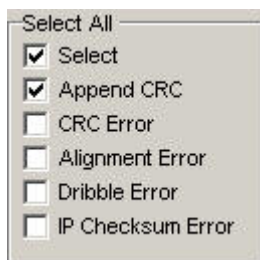 Select All
Select
Append CRC
CRC Error
Alignment Error
Dribble Error
IP Checksum Error